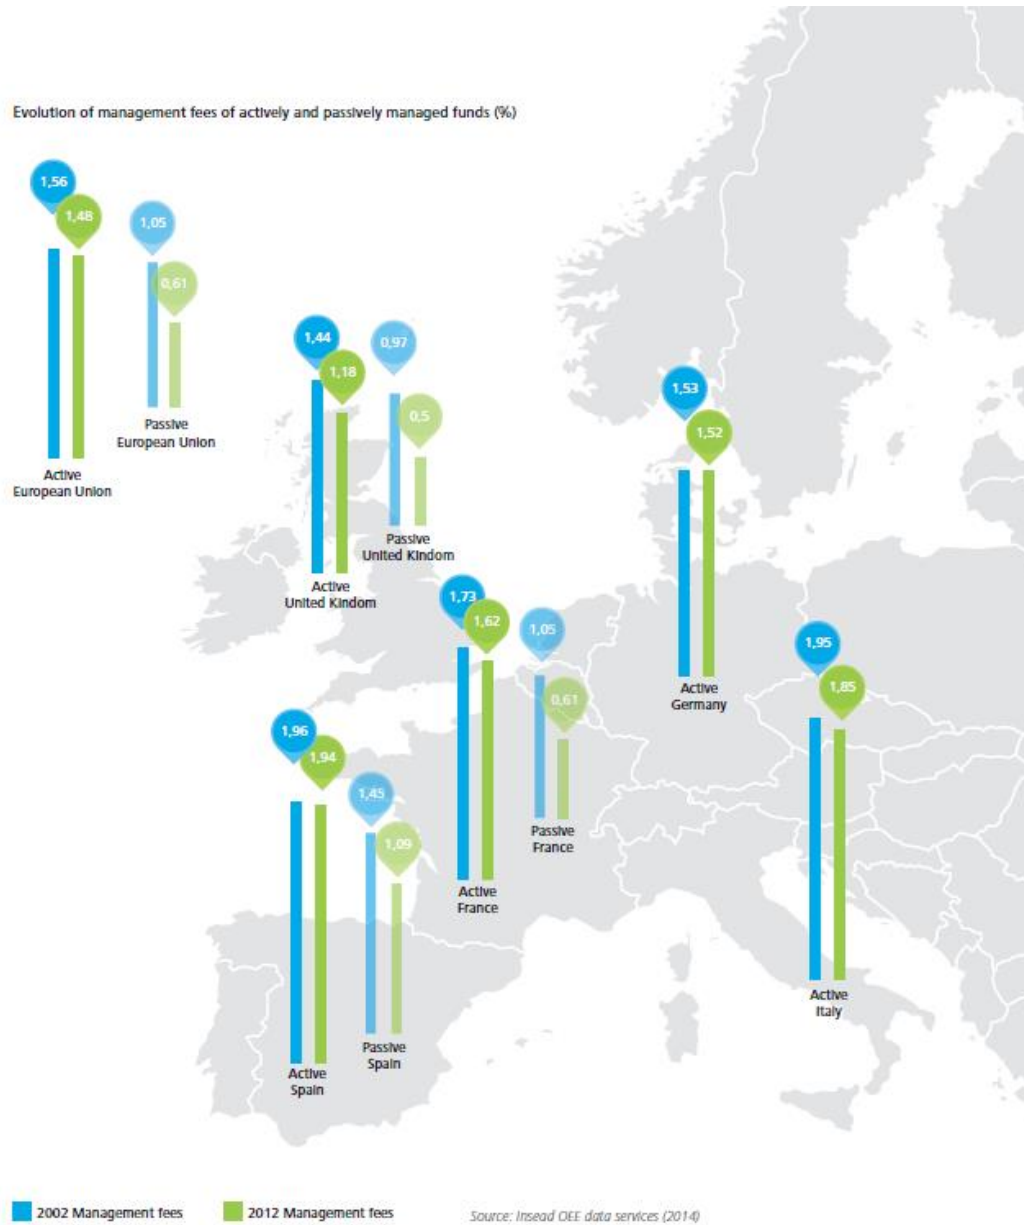 Evolution of management fees of actively and passively managed funds (%)
1,56
1,48
1,05
0,61
Active
European Union
Passive
European Union
1,44
1,18
0,97
0,5
Active
United Kindom
Passive
United Kindom
1,53
1,52
Active
Germany
1,73
1,62
1,05
0,61
Active
France
Passive
France
1,95
1,85
Active
Italy
1,96
1,94
1,45
1,09
Active
Spain
Passive
Spain
2002 Management fees
2012 Management fees
Source: Insead OEE data services (2014)